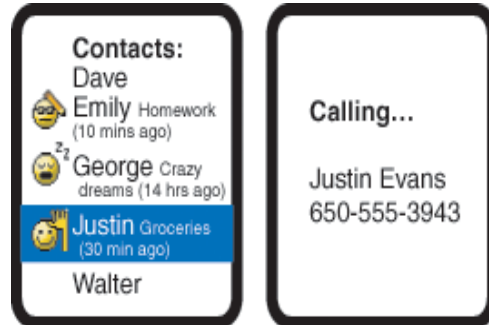 Contacts:
Dave
Emily Homework
(10 mins ago)
zz
George Crazy
dreams (14 hrs ago)
Justin Groceries
(30 min ago)
Walter
Calling...
Justin Evans
650-555-3943